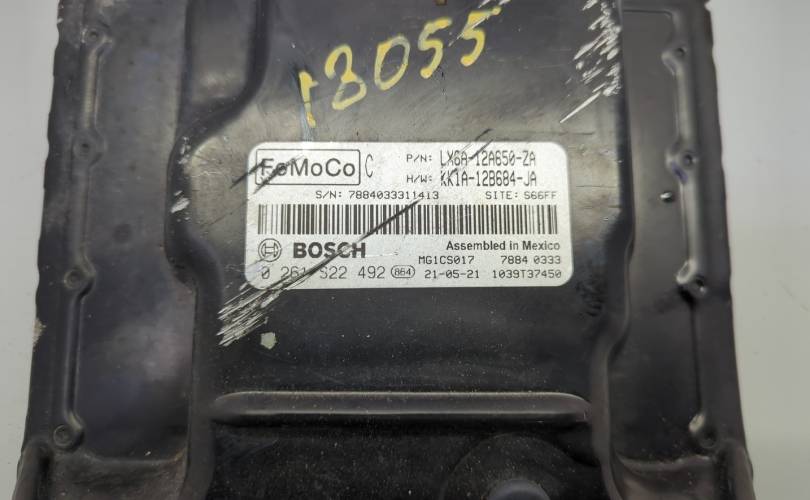 18055
FoMoCo C P/N: LX6A-12A650-ZA
H/W: KK1A-12B684-JA
S/N: 7884033311413 SITE: S66FF
BOSCH Assembled in Mexico
MG1CS017 7884 0333
0 261 S22 492 864 21-05-21 1039T37450